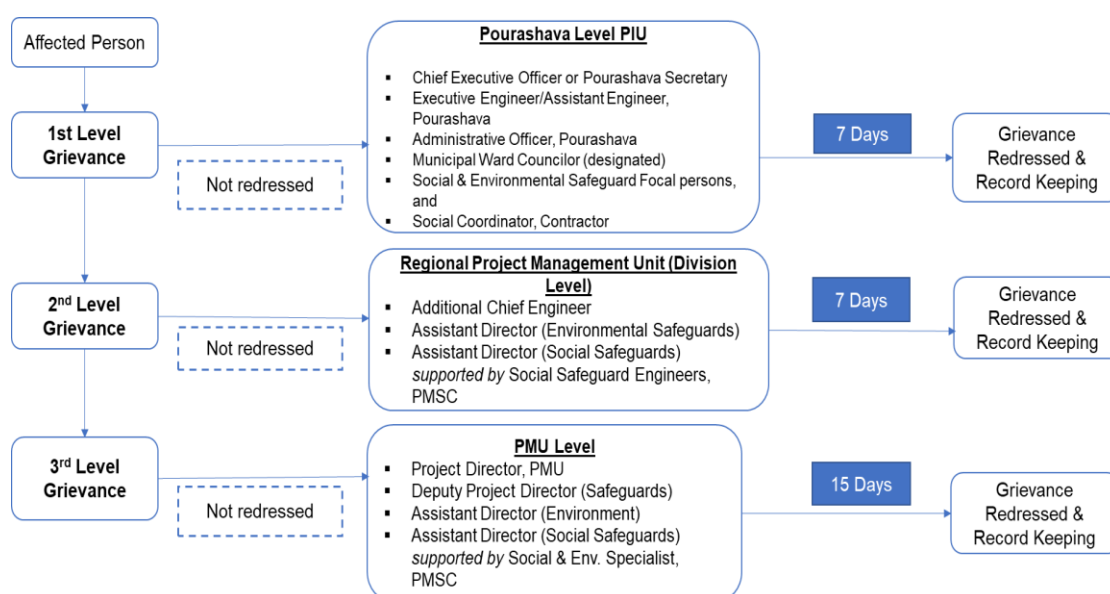 Affected Person
1st Level
Grievance
Not redressed
Pourashava Level PIU
▪ Chief Executive Officer or Pourashava Secretary
▪ Executive Engineer/Assistant Engineer,
Pourashava
▪ Administrative Officer, Pourashava
▪ Municipal Ward Councilor (designated)
▪ Social & Environmental Safeguard Focal persons,
and
▪ Social Coordinator, Contractor
7 Days
Grievance
Redressed &
Record Keeping
2nd Level
Grievance
Not redressed
Regional Project Management Unit (Division
Level)
▪ Additional Chief Engineer
▪ Assistant Director (Environmental Safeguards)
▪ Assistant Director (Social Safeguards)
supported by Social Safeguard Engineers,
PMSC
7 Days
Grievance
Redressed &
Record Keeping
3rd Level
Grievance
Not redressed
PMU Level
▪ Project Director, PMU
▪ Deputy Project Director (Safeguards)
▪ Assistant Director (Environment)
▪ Assistant Director (Social Safeguards)
supported by Social & Env. Specialist,
PMSC
15 Days
Grievance
Redressed &
Record Keeping